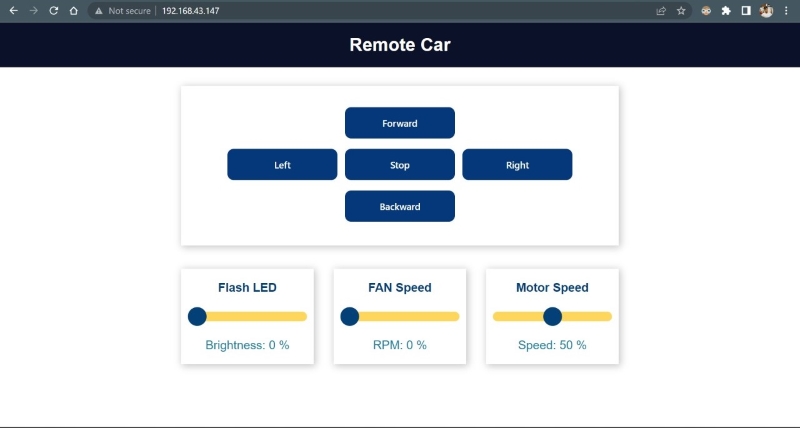 Not secure | 192.168.43.147
Remote Car
Forward
Left Stop Right
Backward
Flash LED FAN Speed Motor Speed
Brightness: 0 % RPM: 0 % Speed: 50 %